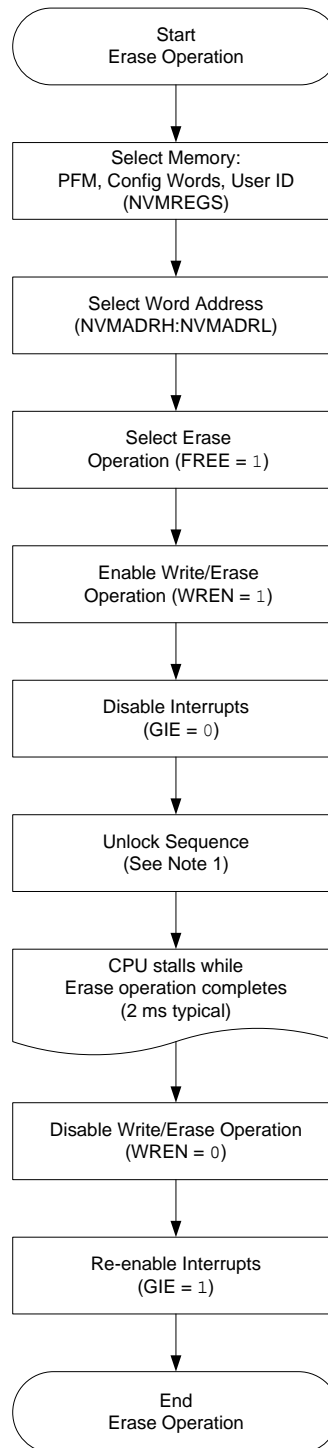 Start
Erase Operation
Select Memory:
PFM, Config Words, User ID
(NVMREGS)
Select Word Address
(NVMADRH:NVMADRL)
Select Erase
Operation (FREE = 1)
Enable Write/Erase
Operation (WREN = 1)
Disable Interrupts
(GIE = 0)
Unlock Sequence
(See Note 1)
CPU stalls while
Erase operation completes
(2 ms typical)
Disable Write/Erase Operation
(WREN = 0)
Re-enable Interrupts
(GIE = 1)
End
Erase Operation